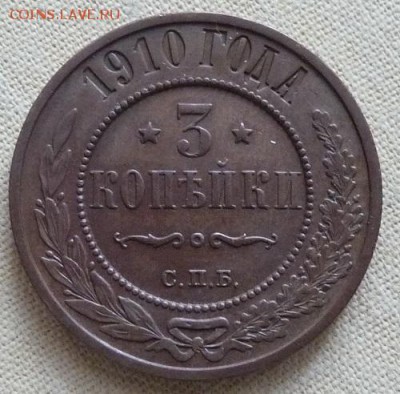 COINS.LAVE.RU
1910 ГОДА
3
КОПѢЙКИ
С.П.Б.